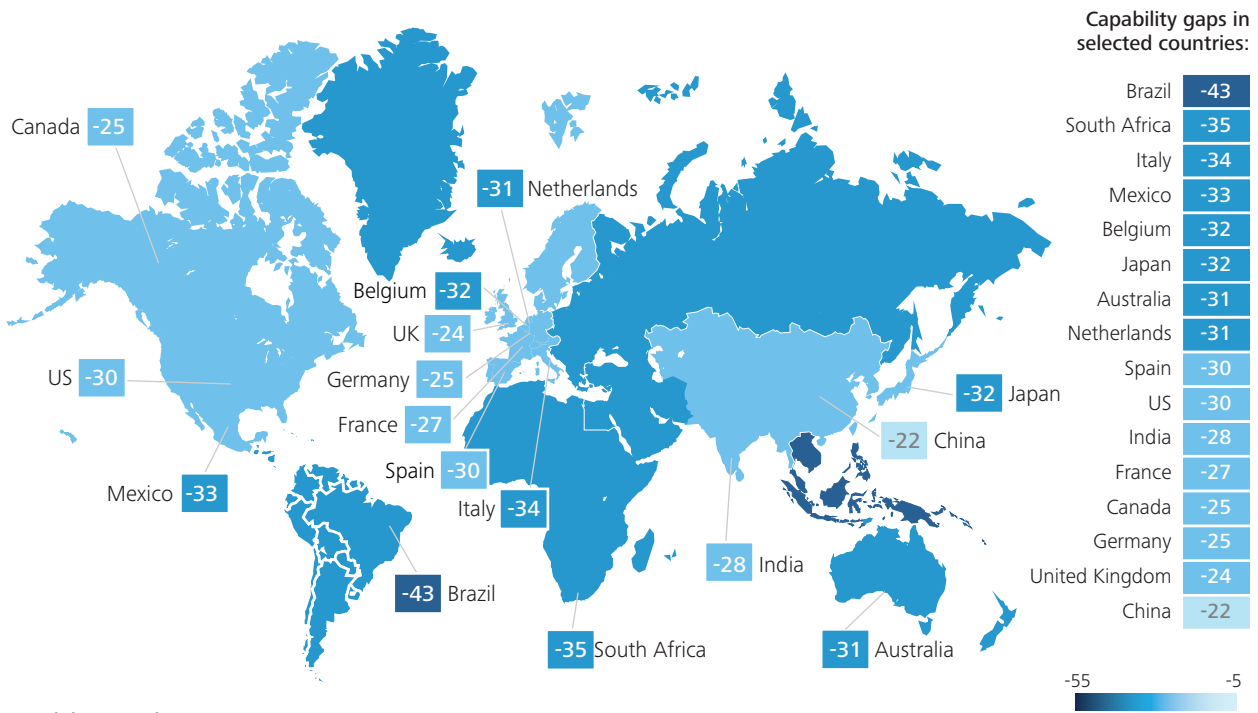 Capability gaps in
selected countries:
Canada -25
-31 Netherlands
Belgium -32
UK -24
US -30
Germany -25
-32 Japan
France -27
-22 China
Spain -30
Mexico -33
Italy -34
-28 India
-43 Brazil
-35 South Africa
-31 Australia
Brazil -43
South Africa -35
Italy -34
Mexico -33
Belgium -32
Japan -32
Australia -31
Netherlands -31
Spain -30
US -30
India -28
France -27
Canada -25
Germany -25
United Kingdom -24
China -22
-55 -5